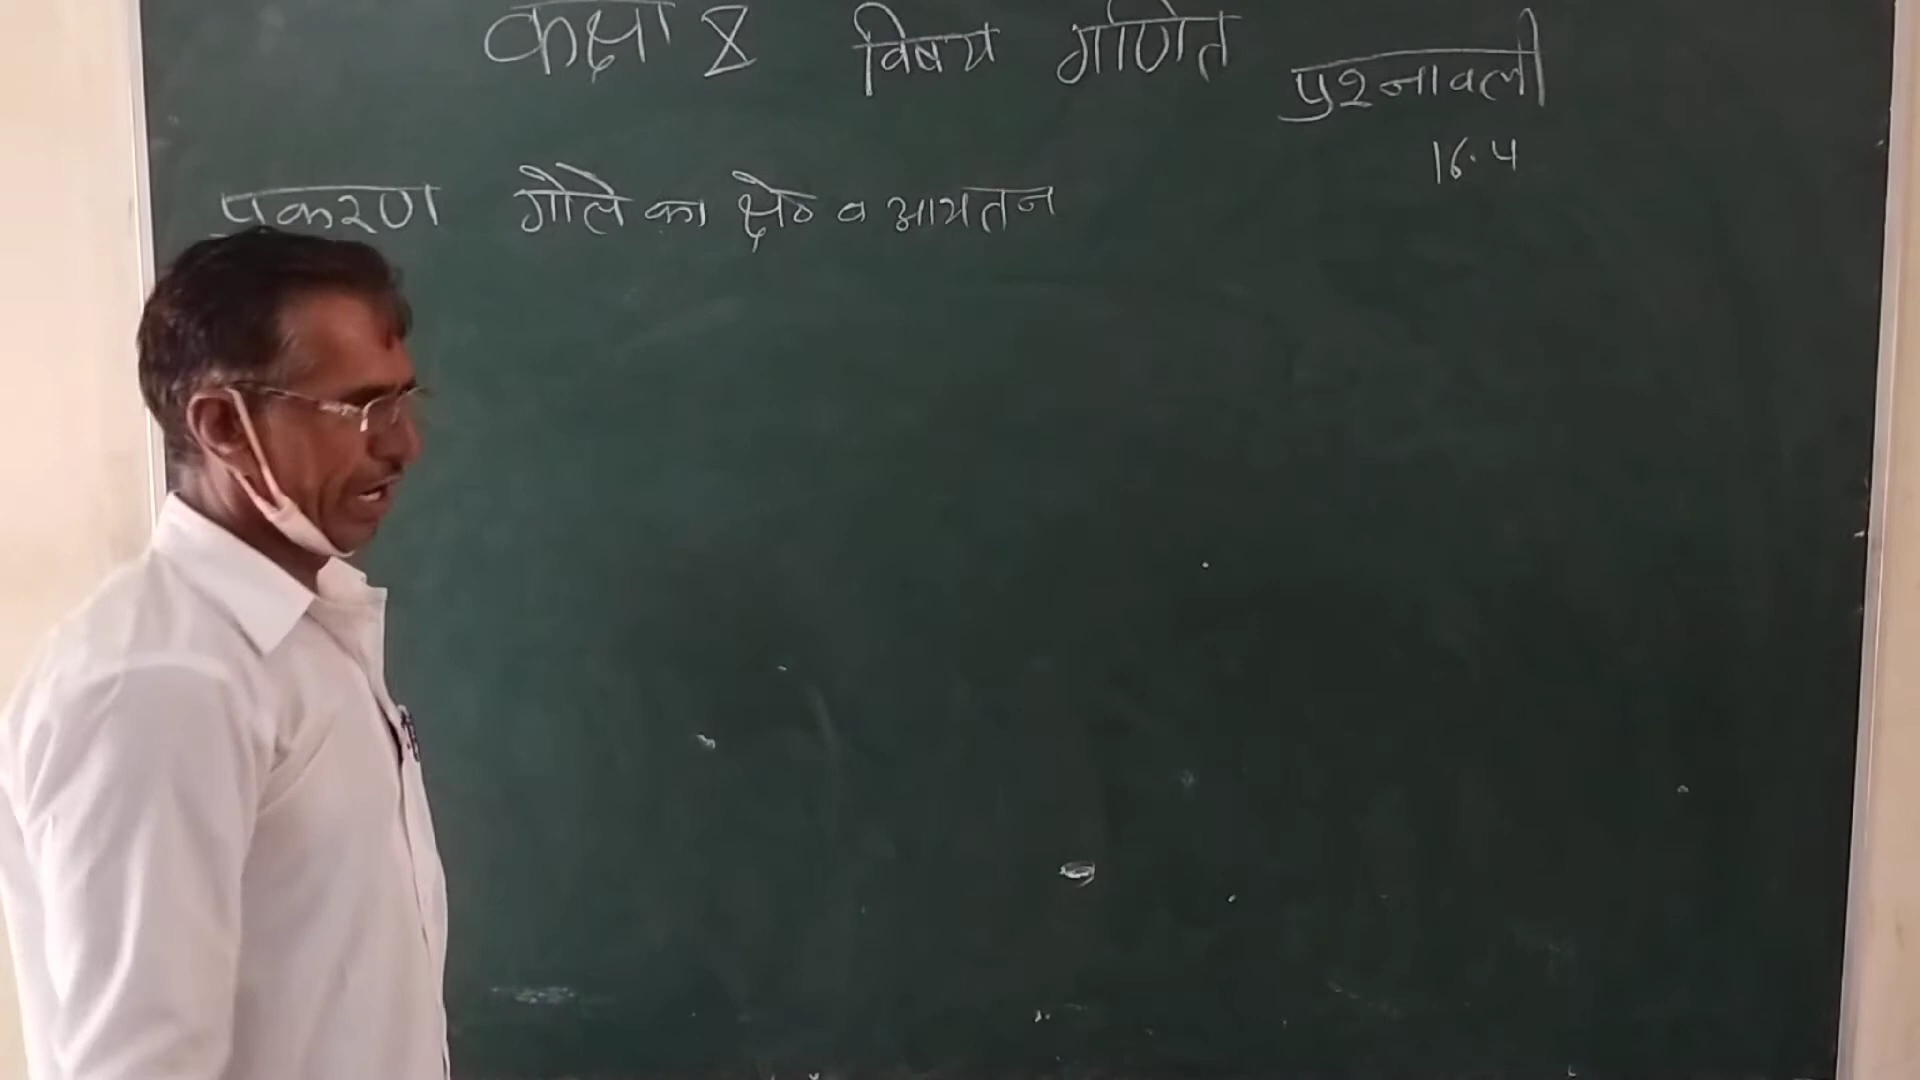 कक्षा 8 विषय गणित
प्रश्नावली
16.4
प्रकरण गोले का क्षेत्र व आयतन